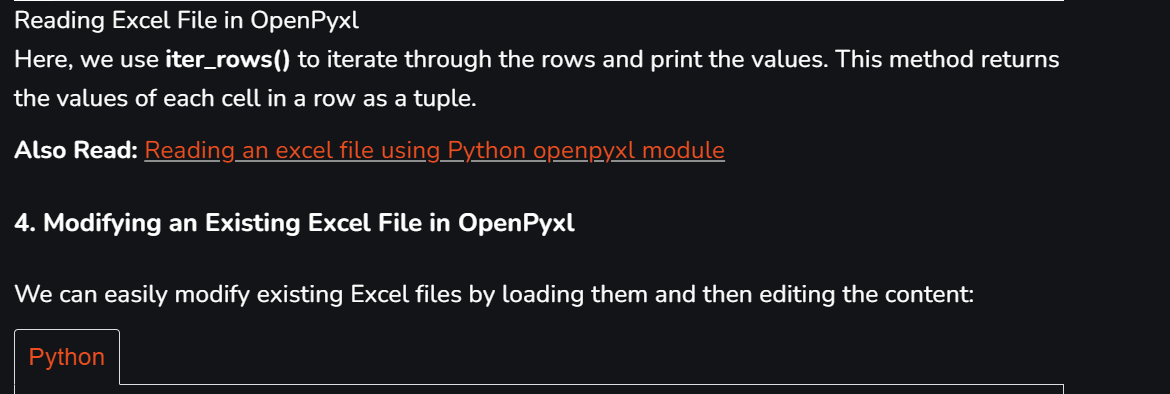 Reading Excel File in OpenPyxl
Here, we use iter_rows() to iterate through the rows and print the values. This method returns
the values of each cell in a row as a tuple.
Also Read: Reading an excel file using Python openpyxl module
4. Modifying an Existing Excel File in OpenPyxl
We can easily modify existing Excel files by loading them and then editing the content:
Python